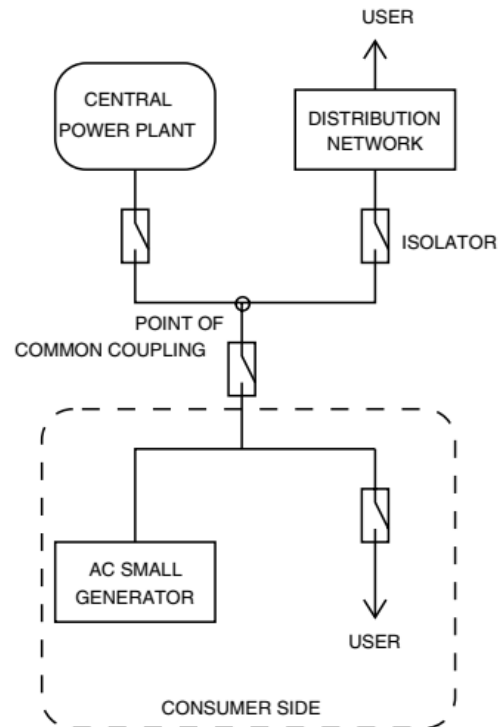 USER
CENTRAL
POWER PLANT
DISTRIBUTION
NETWORK
ISOLATOR
POINT OF
COMMON COUPLING
AC SMALL
GENERATOR
USER
CONSUMER SIDE